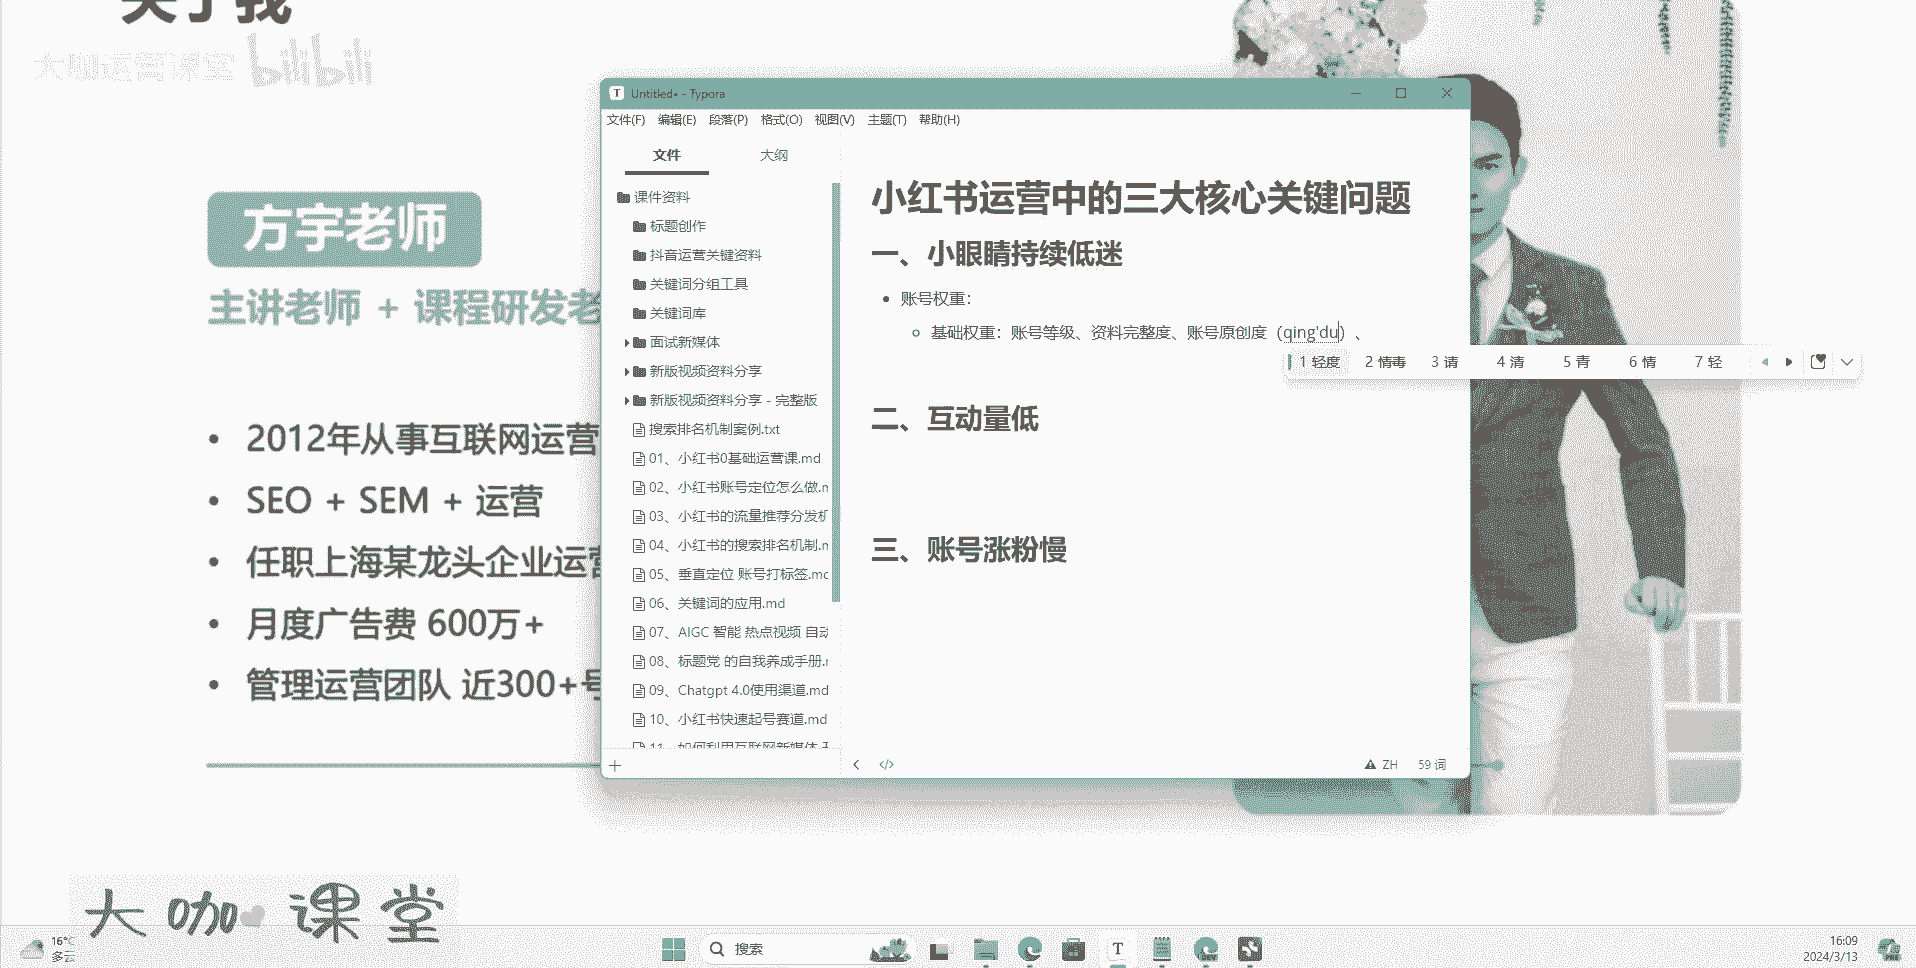 关于我
大咖运营课堂 bilibili
方宇老师
主讲老师 + 课程研发老
• 2012年从事互联网运营
• SEO + SEM + 运营
• 任职上海某龙头企业运营
• 月度广告费 600万+
• 管理运营团队 近300+号
Untitled• - Typora
文件(F) 编辑(E) 段落(P) 格式(O) 视图(V) 主题(T) 帮助(H)
文件 大纲
课件资料
标题创作
抖音运营关键资料
关键词分组工具
关键词库
面试新媒体
新版视频资料分享
新版视频资料分享 - 完整版
搜索排名机制案例.txt
01、小红书0基础运营课.md
02、小红书账号定位怎么做.m
03、小红书的流量推荐分发机
04、小红书的搜索排名机制.m
05、垂直定位 账号打标签.md
06、关键词的应用.md
07、AIGC 智能 热点视频 自动
08、标题党 的自我养成手册.m
09、Chatgpt 4.0使用渠道.md
10、小红书快速起号赛道.md
11、如何利用互联网新媒体
小红书运营中的三大核心关键问题
一、小眼睛持续低迷
• 账号权重：
◦ 基础权重：账号等级、资料完整度、账号原创度（qing'du）、
1 轻度 2 情毒 3 请 4 清 5 青 6 情 7 轻
二、互动量低
三、账号涨粉慢
</> ZH 59 词
大咖课堂
16°C
多云
搜索
T
DEV
PRE
16:09
2024/3/13